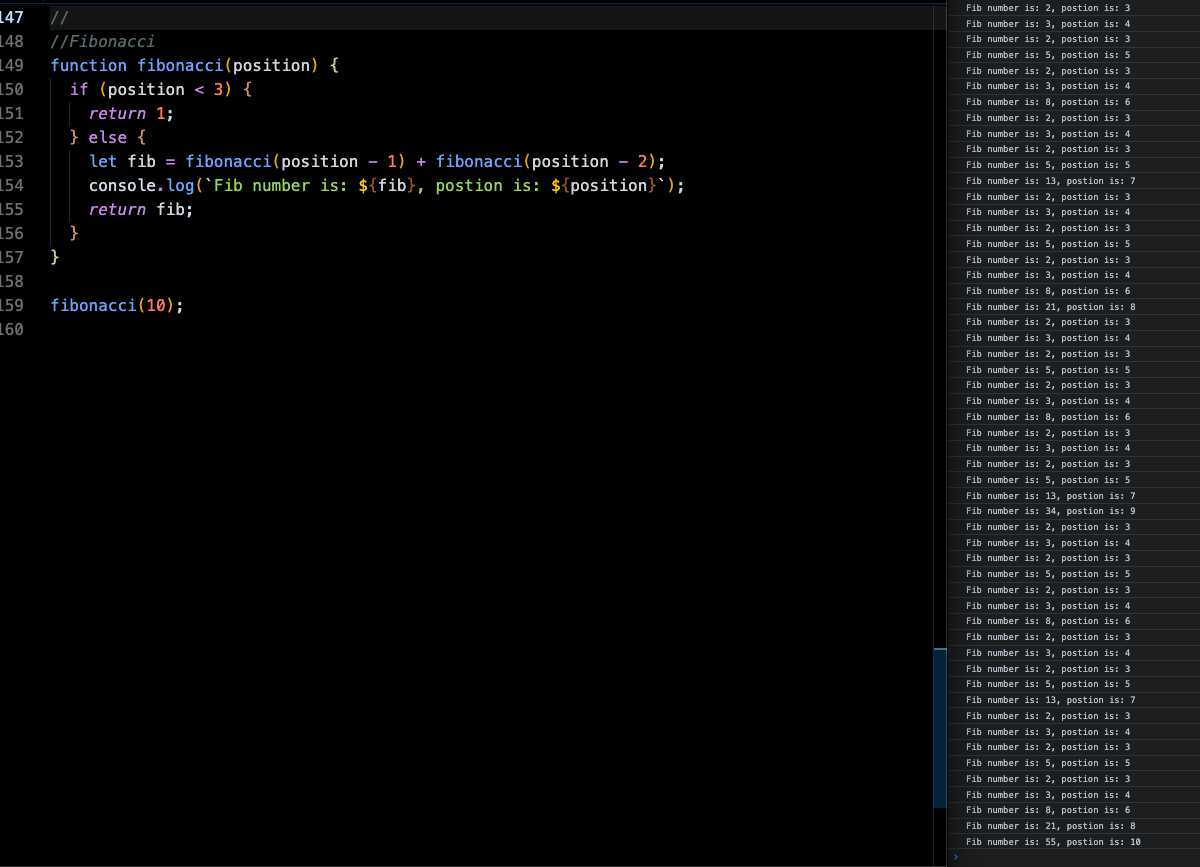 147 //
148 //Fibonacci
149 function fibonacci(position) {
150 if (position < 3) {
151 return 1;
152 } else {
153 let fib = fibonacci(position - 1) + fibonacci(position - 2);
154 console.log(`Fib number is: ${fib}, postion is: ${position}`);
155 return fib;
156 }
157 }
158
159 fibonacci(10);
160
Fib number is: 2, postion is: 3
Fib number is: 3, postion is: 4
Fib number is: 2, postion is: 3
Fib number is: 5, postion is: 5
Fib number is: 2, postion is: 3
Fib number is: 3, postion is: 4
Fib number is: 8, postion is: 6
Fib number is: 2, postion is: 3
Fib number is: 3, postion is: 4
Fib number is: 2, postion is: 3
Fib number is: 5, postion is: 5
Fib number is: 13, postion is: 7
Fib number is: 2, postion is: 3
Fib number is: 3, postion is: 4
Fib number is: 2, postion is: 3
Fib number is: 5, postion is: 5
Fib number is: 2, postion is: 3
Fib number is: 3, postion is: 4
Fib number is: 8, postion is: 6
Fib number is: 21, postion is: 8
Fib number is: 2, postion is: 3
Fib number is: 3, postion is: 4
Fib number is: 2, postion is: 3
Fib number is: 5, postion is: 5
Fib number is: 2, postion is: 3
Fib number is: 3, postion is: 4
Fib number is: 8, postion is: 6
Fib number is: 2, postion is: 3
Fib number is: 3, postion is: 4
Fib number is: 2, postion is: 3
Fib number is: 5, postion is: 5
Fib number is: 13, postion is: 7
Fib number is: 34, postion is: 9
Fib number is: 2, postion is: 3
Fib number is: 3, postion is: 4
Fib number is: 2, postion is: 3
Fib number is: 5, postion is: 5
Fib number is: 2, postion is: 3
Fib number is: 3, postion is: 4
Fib number is: 8, postion is: 6
Fib number is: 2, postion is: 3
Fib number is: 3, postion is: 4
Fib number is: 2, postion is: 3
Fib number is: 5, postion is: 5
Fib number is: 13, postion is: 7
Fib number is: 2, postion is: 3
Fib number is: 3, postion is: 4
Fib number is: 2, postion is: 3
Fib number is: 5, postion is: 5
Fib number is: 2, postion is: 3
Fib number is: 3, postion is: 4
Fib number is: 8, postion is: 6
Fib number is: 21, postion is: 8
Fib number is: 55, postion is: 10